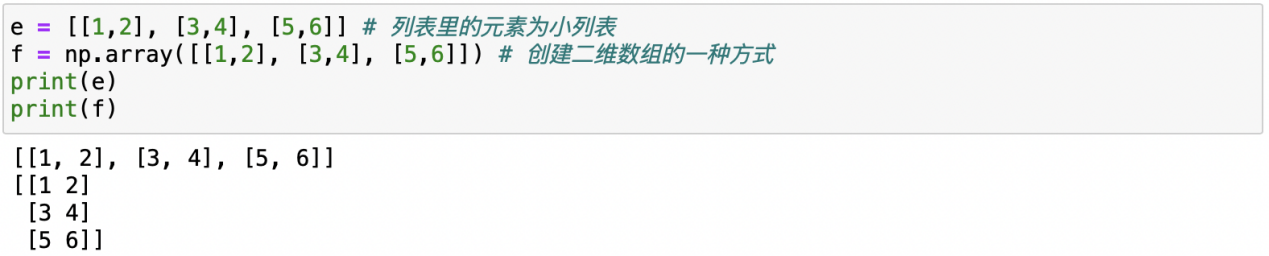 e = [[1,2], [3,4], [5,6]] # 列表里的元素为小列表
f = np.array([[1,2], [3,4], [5,6]]) # 创建二维数组的一种方式
print(e)
print(f)
[[1, 2], [3, 4], [5, 6]]
[[1 2]
 [3 4]
 [5 6]]